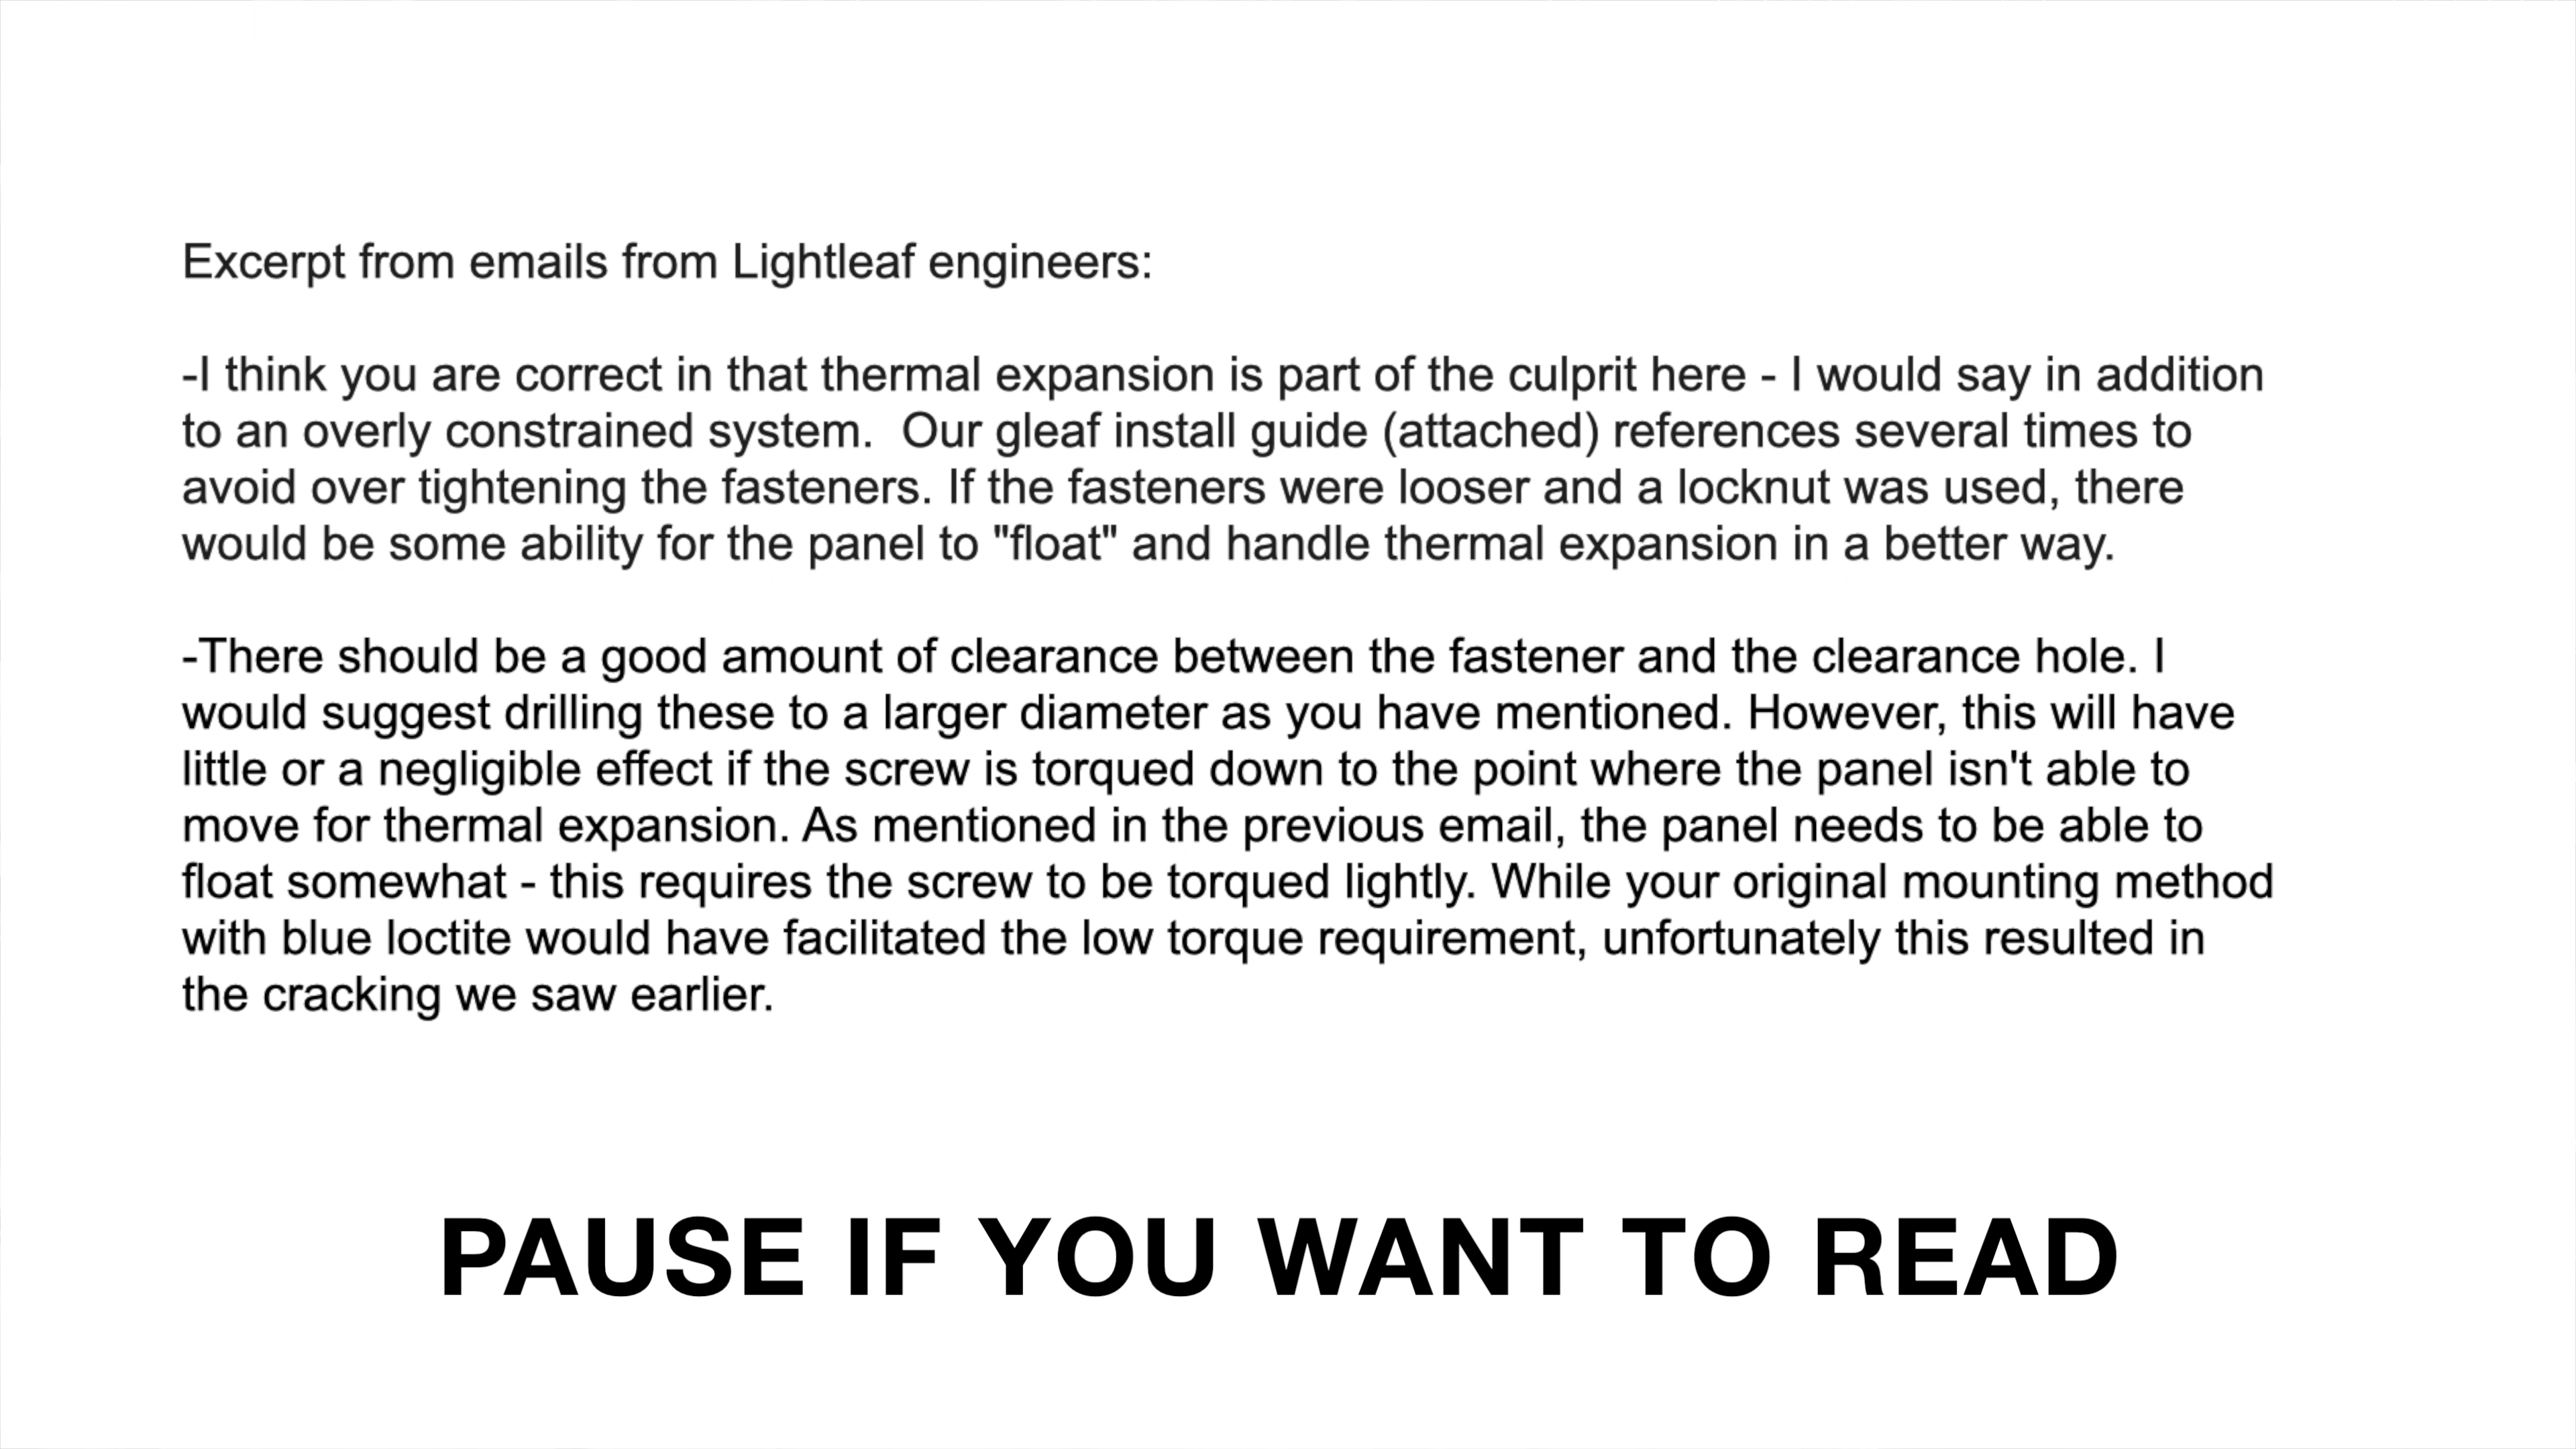 Excerpt from emails from Lightleaf engineers:
-I think you are correct in that thermal expansion is part of the culprit here - I would say in addition
to an overly constrained system.  Our gleaf install guide (attached) references several times to
avoid over tightening the fasteners. If the fasteners were looser and a locknut was used, there
would be some ability for the panel to "float" and handle thermal expansion in a better way.
-There should be a good amount of clearance between the fastener and the clearance hole. I
would suggest drilling these to a larger diameter as you have mentioned. However, this will have
little or a negligible effect if the screw is torqued down to the point where the panel isn't able to
move for thermal expansion. As mentioned in the previous email, the panel needs to be able to
float somewhat - this requires the screw to be torqued lightly. While your original mounting method
with blue loctite would have facilitated the low torque requirement, unfortunately this resulted in
the cracking we saw earlier.
PAUSE IF YOU WANT TO READ